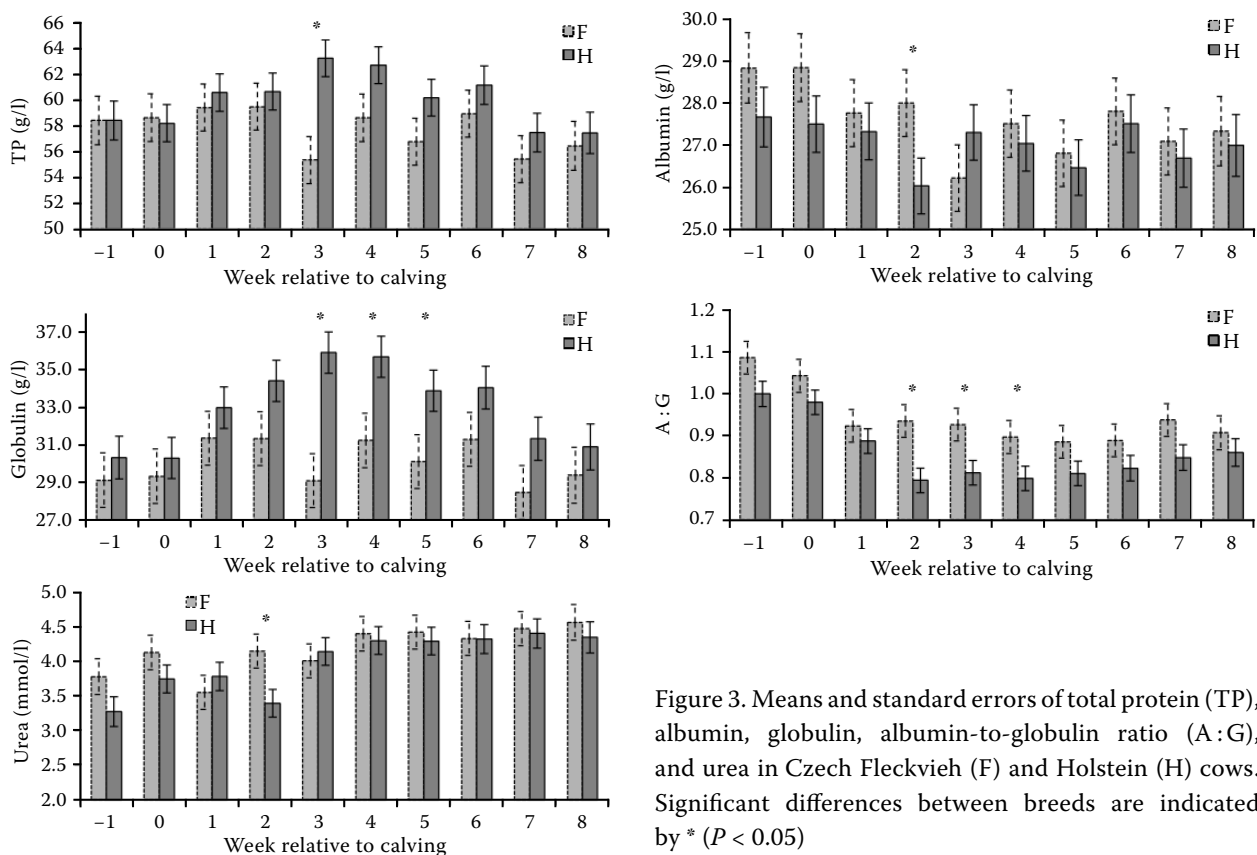 66
64
62
60
58
56
54
52
50
TP (g/l)
*
F
H
–1 0 1 2 3 4 5 6 7 8
Week relative to calving
30.0
29.0
28.0
27.0
26.0
25.0
Albumin (g/l)
*
F
H
–1 0 1 2 3 4 5 6 7 8
Week relative to calving
37.0
35.0
33.0
31.0
29.0
27.0
Globulin (g/l)
* * *
F
H
–1 0 1 2 3 4 5 6 7 8
Week relative to calving
1.2
1.1
1.0
0.9
0.8
0.7
A : G
* * *
F
H
–1 0 1 2 3 4 5 6 7 8
Week relative to calving
5.0
4.5
4.0
3.5
3.0
2.5
2.0
Urea (mmol/l)
F
H
*
–1 0 1 2 3 4 5 6 7 8
Week relative to calving
Figure 3. Means and standard errors of total protein (TP),
albumin, globulin, albumin-to-globulin ratio (A : G),
and urea in Czech Fleckvieh (F) and Holstein (H) cows.
Significant differences between breeds are indicated
by * (P < 0.05)